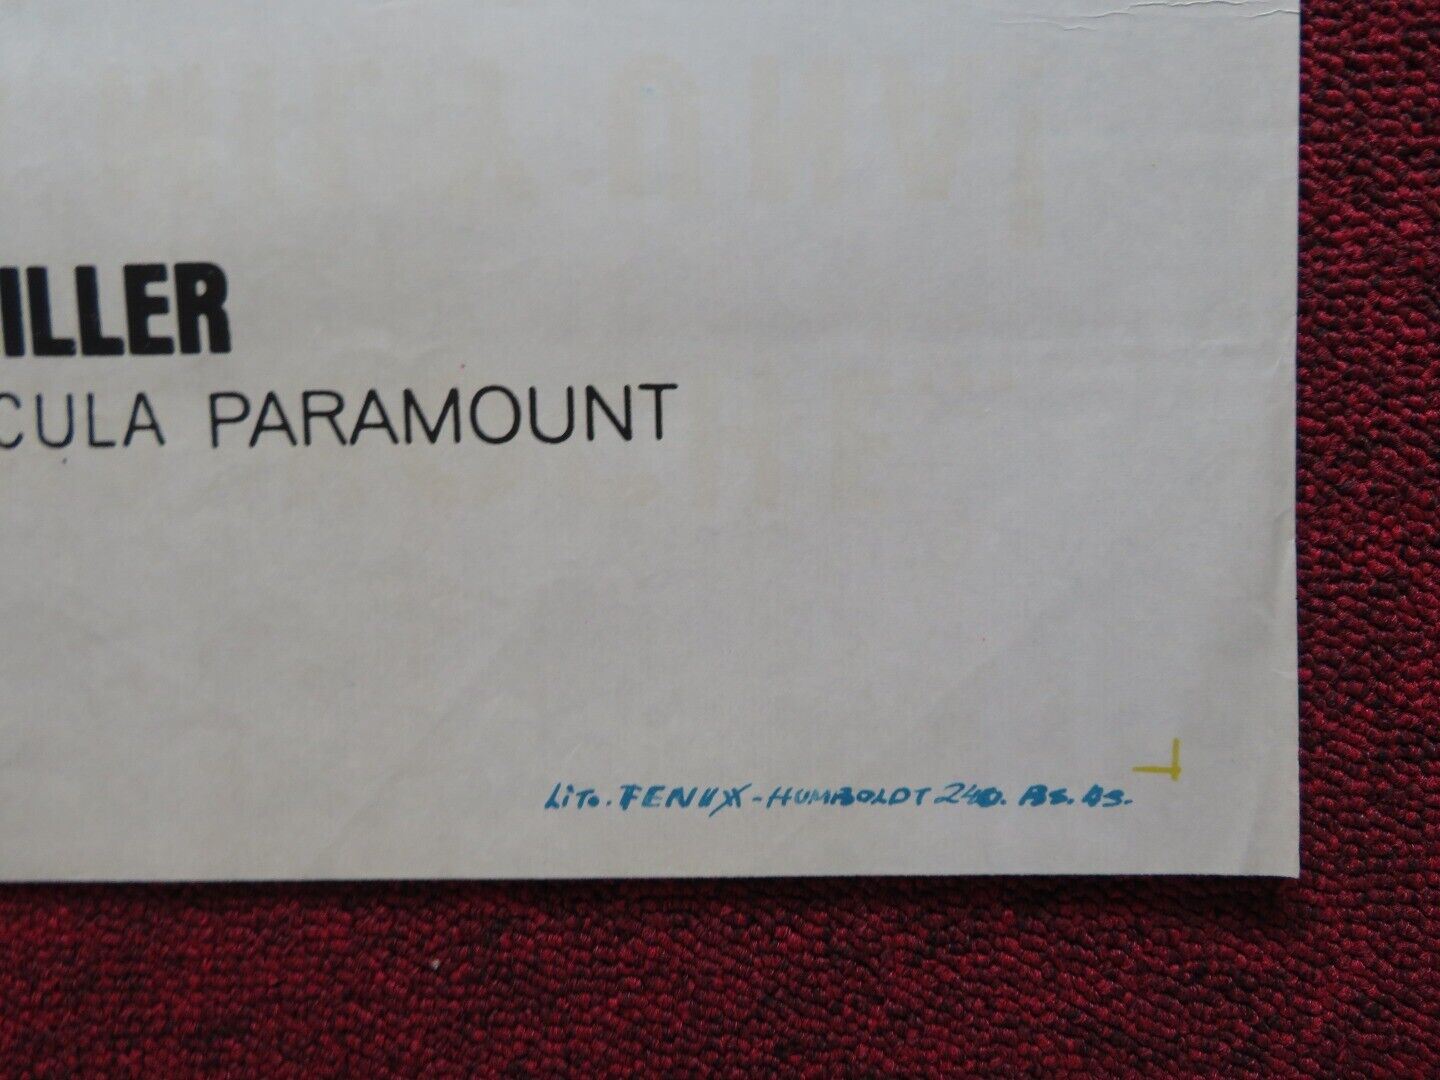 ILLER
CULA PARAMOUNT
Lito. FENIX - HUMBOLDT 240. Bs. As.